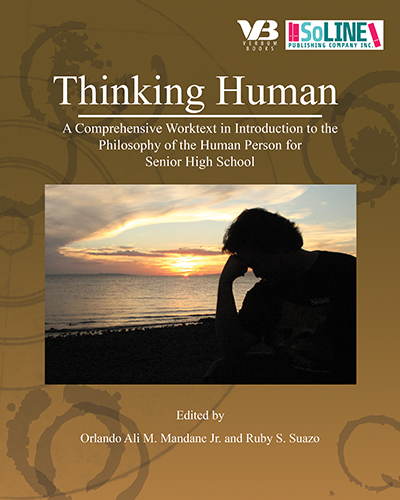 VB
VERBUM
BOOKS
SoLINE
PUBLISHING COMPANY INC.
Thinking Human
A Comprehensive Worktext in Introduction to the
Philosophy of the Human Person for
Senior High School
Edited by
Orlando Ali M. Mandane Jr. and Ruby S. Suazo